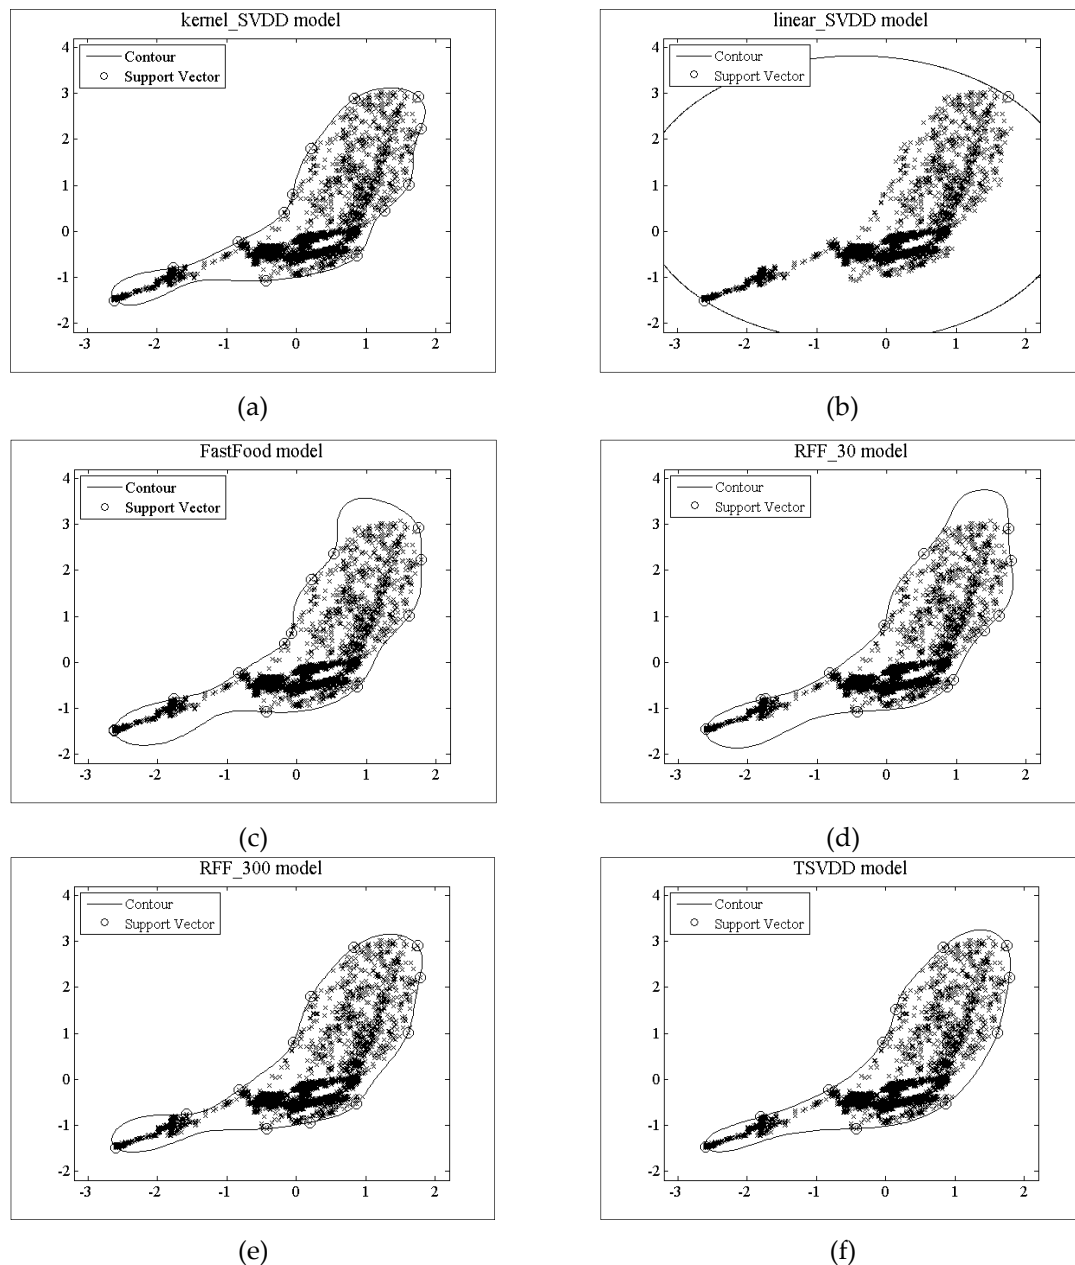 kernel_SVDD model
Contour
Support Vector
4
3
2
1
0
-1
-2
-3 -2 -1 0 1 2
(a)
linear_SVDD model
Contour
Support Vector
4
3
2
1
0
-1
-2
-3 -2 -1 0 1 2
(b)
FastFood model
Contour
Support Vector
4
3
2
1
0
-1
-2
-3 -2 -1 0 1 2
(c)
RFF_30 model
Contour
Support Vector
4
3
2
1
0
-1
-2
-3 -2 -1 0 1 2
(d)
RFF_300 model
Contour
Support Vector
4
3
2
1
0
-1
-2
-3 -2 -1 0 1 2
(e)
TSVDD model
Contour
Support Vector
4
3
2
1
0
-1
-2
-3 -2 -1 0 1 2
(f)